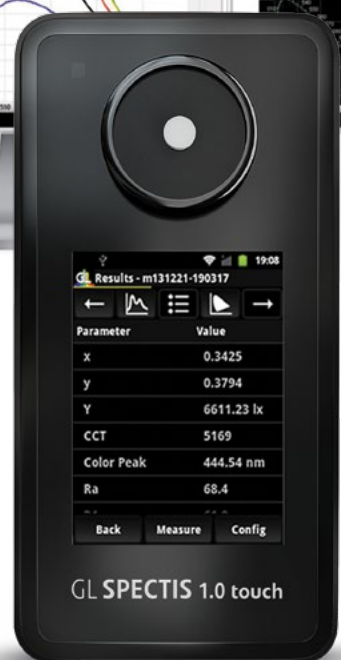 19:08
GL Results - m131221-190317
Parameter Value
x 0.3425
y 0.3794
Y 6611.23 lx
CCT 5169
Color Peak 444.54 nm
Ra 68.4
Back Measure Config
GL SPECTIS 1.0 touch